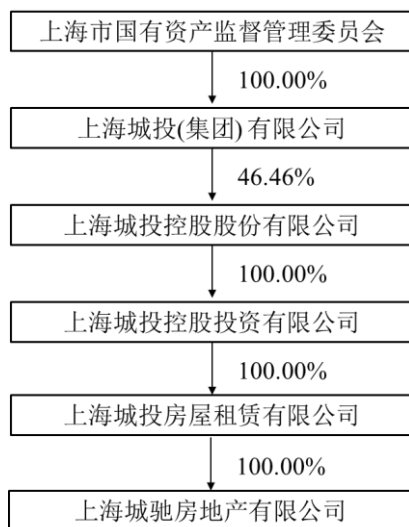 上海市国有资产监督管理委员会
100.00%
上海城投(集团)有限公司
46.46%
上海城投控股股份有限公司
100.00%
上海城投控股投资有限公司
100.00%
上海城投房屋租赁有限公司
100.00%
上海城驰房地产有限公司